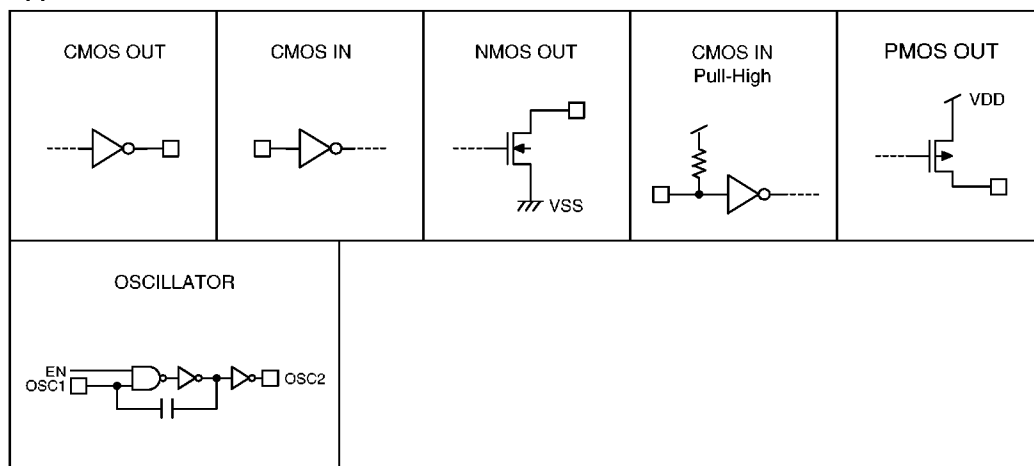 CMOS OUT
CMOS IN
NMOS OUT
VSS
CMOS IN
Pull-High
PMOS OUT
VDD
OSCILLATOR
EN
OSC1
OSC2